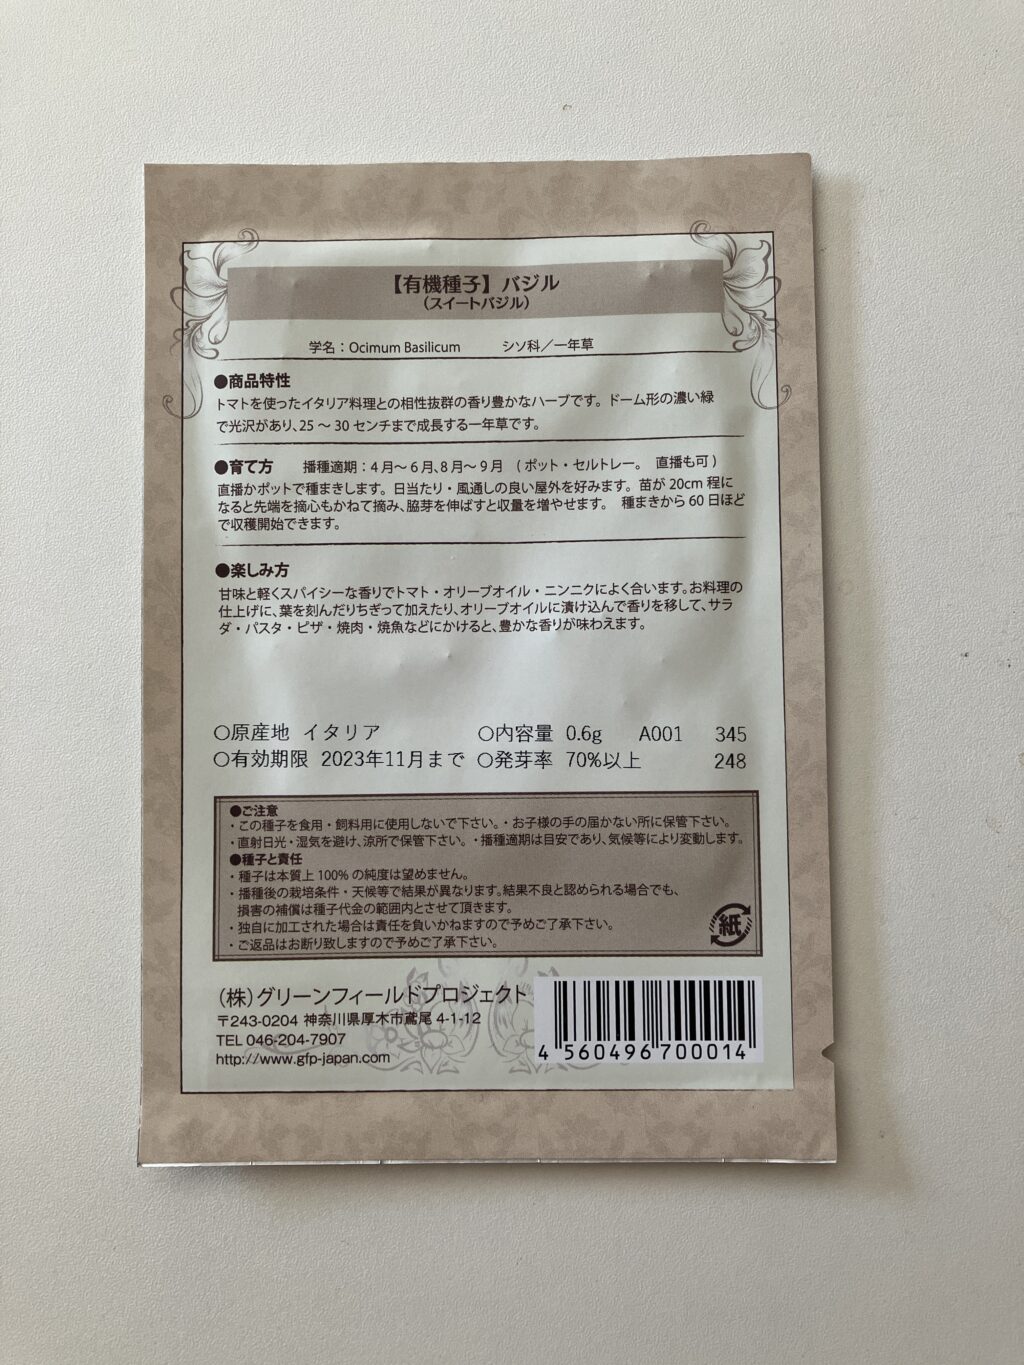 【有機種子】バジル
(スイートバジル)
学名：Ocimum Basilicum シソ科／一年草
●商品特性
トマトを使ったイタリア料理との相性抜群の香り豊かなハーブです。ドーム形の濃い緑
で光沢があり、25～30センチまで成長する一年草です。
●育て方 播種適期：4月～6月、8月～9月 (ポット・セルトレー。 直播も可)
直播かポットで種まきします。日当たり・風通しの良い屋外を好みます。苗が20cm程に
なると先端を摘心もかねて摘み、脇芽を伸ばすと収量を増やせます。 種まきから60日ほど
で収穫開始できます。
●楽しみ方
甘味と軽くスパイシーな香りでトマト・オリーブオイル・ニンニクによく合います。お料理の
仕上げに、葉を刻んだりちぎって加えたり、オリーブオイルに漬け込んで香りを移して、サラ
ダ・パスタ・ピザ・焼肉・焼魚などにかけると、豊かな香りが味わえます。
○原産地 イタリア ○内容量 0.6g A001 345
○有効期限 2023年11月まで ○発芽率 70%以上 248
●ご注意
・この種子を食用・飼料用に使用しないで下さい。・お子様の手の届かない所に保管下さい。
・直射日光・湿気を避け、涼所で保管下さい。・播種適期は目安であり、気候等により変動します。
●種子と責任
・種子は本質上100%の純度は望めません。
・播種後の栽培条件・天候等で結果が異なります。結果不良と認められる場合でも、
損害の補償は種子代金の範囲内とさせて頂きます。
・独自に加工された場合は責任を負いかねますので予めご了承下さい。
・ご返品はお断り致しますので予めご了承下さい。
紙
(株)グリーンフィールドプロジェクト
〒243-0204 神奈川県厚木市鳶尾4-1-12
TEL 046-204-7907
http://www.gfp-japan.com
4 560496 700014